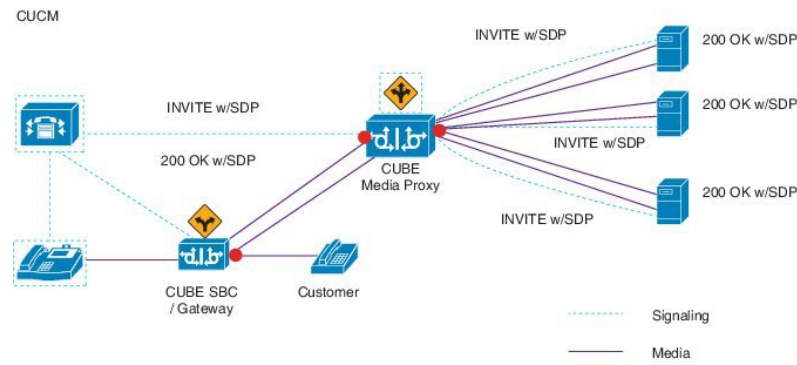 CUCM
INVITE w/SDP
200 OK w/SDP
INVITE w/SDP
200 OK w/SDP
INVITE w/SDP
200 OK w/SDP
200 OK w/SDP
INVITE w/SDP
CUBE
Media Proxy
CUBE SBC
/ Gateway
Customer
Signaling
Media